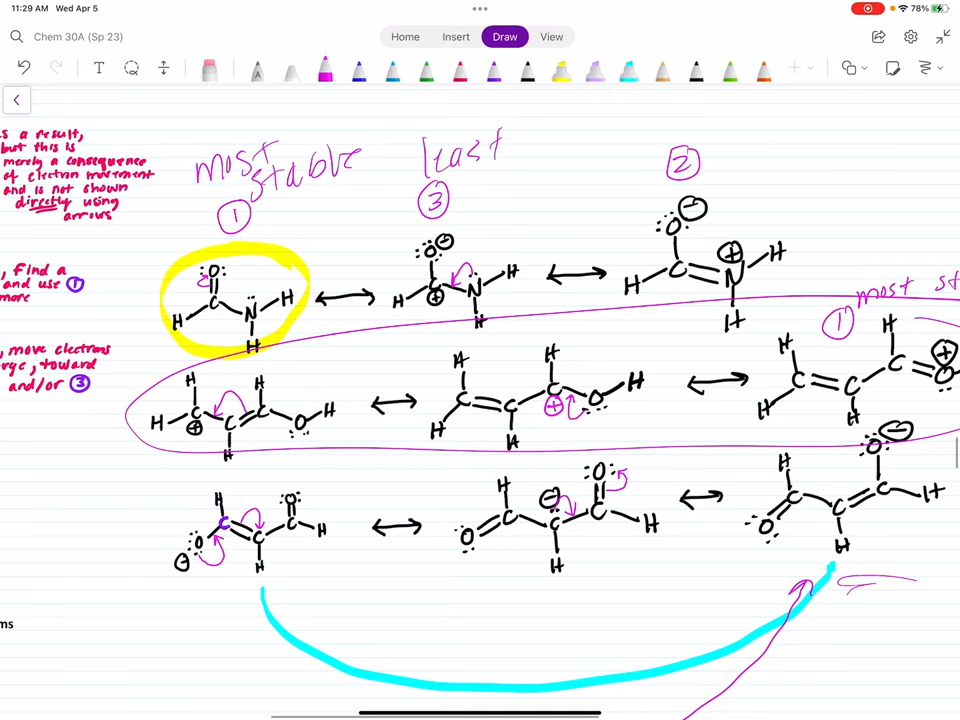 11:29 AM Wed Apr 5
78%
Chem 30A (Sp 23)
Home Insert Draw View
s a result,
but this is
merely a consequence
of electron movement
and is not shown
directly using
arrows
, Find a
and use ①
more
, move electrons
rge, toward
and/or ③
ms
most
stable
①
least
③
②
:O:
H C N H
H
:O: ⊖
H C ⊕ N H
H
:O: ⊖
H C N ⊕ H
H
① most st
H H
H C ⊕ C C O H
H
H H
C C C ⊕ O H
H H
H H
C C C O ⊕
H H
H O
⊖ O C C C H
H
H ⊖ :O:
O C C C H
H
H O ⊖
O C C C H
H